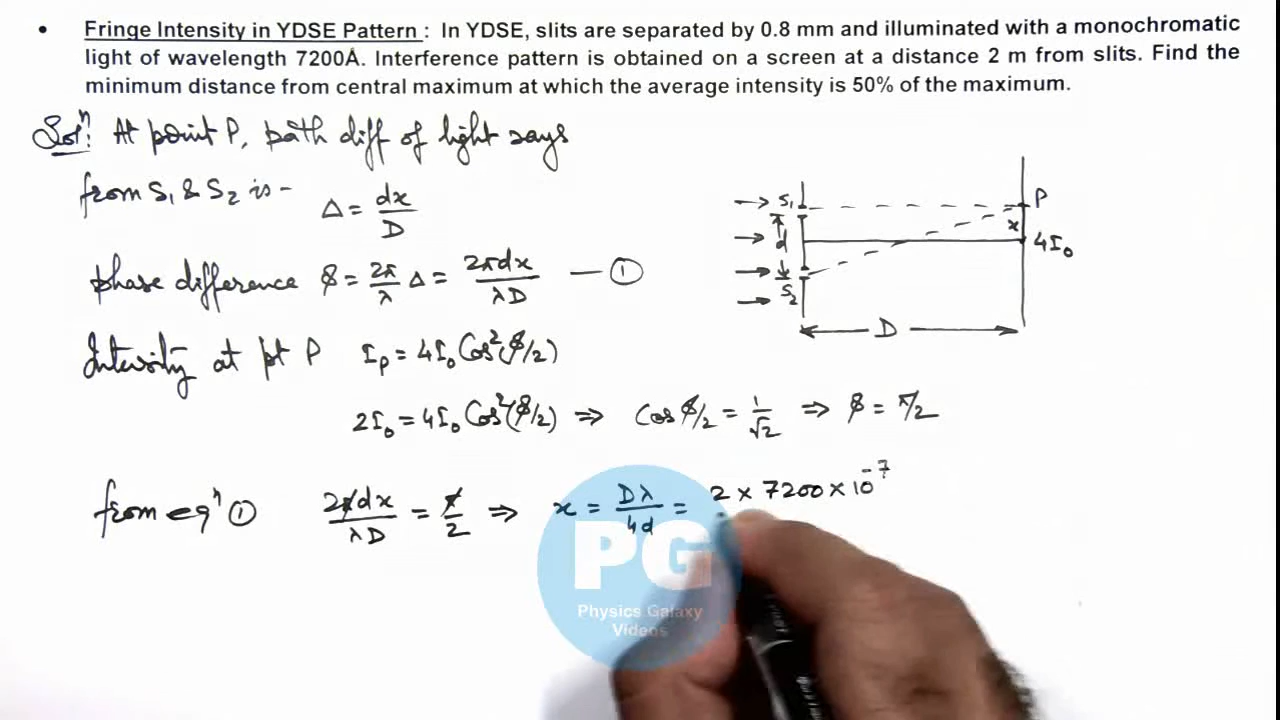 • Fringe Intensity in YDSE Pattern : In YDSE, slits are separated by 0.8 mm and illuminated with a monochromatic
light of wavelength 7200Å. Interference pattern is obtained on a screen at a distance 2 m from slits. Find the
minimum distance from central maximum at which the average intensity is 50% of the maximum.
Solⁿ: At point P, path diff of light rays
from S₁ & S₂ is -
Δ = dx/D
phase difference ϕ = 2π/λ Δ = 2πdx/λD — ①
Intensity at pt P I_P = 4I₀ Cos²(ϕ/2)
2I₀ = 4I₀ Cos²(ϕ/2) ⇒ Cos ϕ/2 = 1/√2 ⇒ ϕ = π/2
from eqⁿ ① 2πdx/λD = π/2 ⇒ x = Dλ/4d = 2 × 7200 × 10⁻⁷
S₁
P
x
d
4I₀
S₂
D
PG
Physics Galaxy
Videos